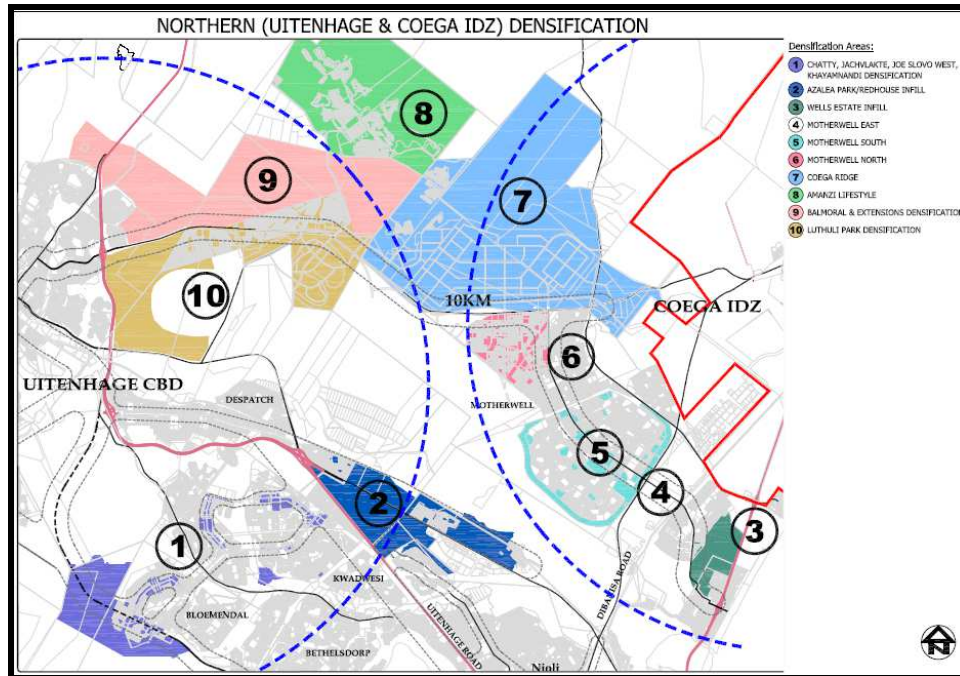 NORTHERN (UITENHAGE & COEGA IDZ) DENSIFICATION
Densification Areas:
1 CHATTY, JACHVLAKTE, JOE SLOVO WEST,
KHAYAMNANDI DENSIFICATION
2 AZALEA PARK/REDHOUSE INFILL
3 WELLS ESTATE INFILL
4 MOTHERWELL EAST
5 MOTHERWELL SOUTH
6 MOTHERWELL NORTH
7 COEGA RIDGE
8 AMANZI LIFESTYLE
9 BALMORAL & EXTENSIONS DENSIFICATION
10 LUTHULI PARK DENSIFICATION
8
9
7
10
10KM
COEGA IDZ
6
UITENHAGE CBD
DESPATCH
MOTHERWELL
5
4
2
3
1
KWADWESI
DIBANISA ROAD
UITENHAGE ROAD
BLOEMENDAL
BETHELSDORP
Njoli
N